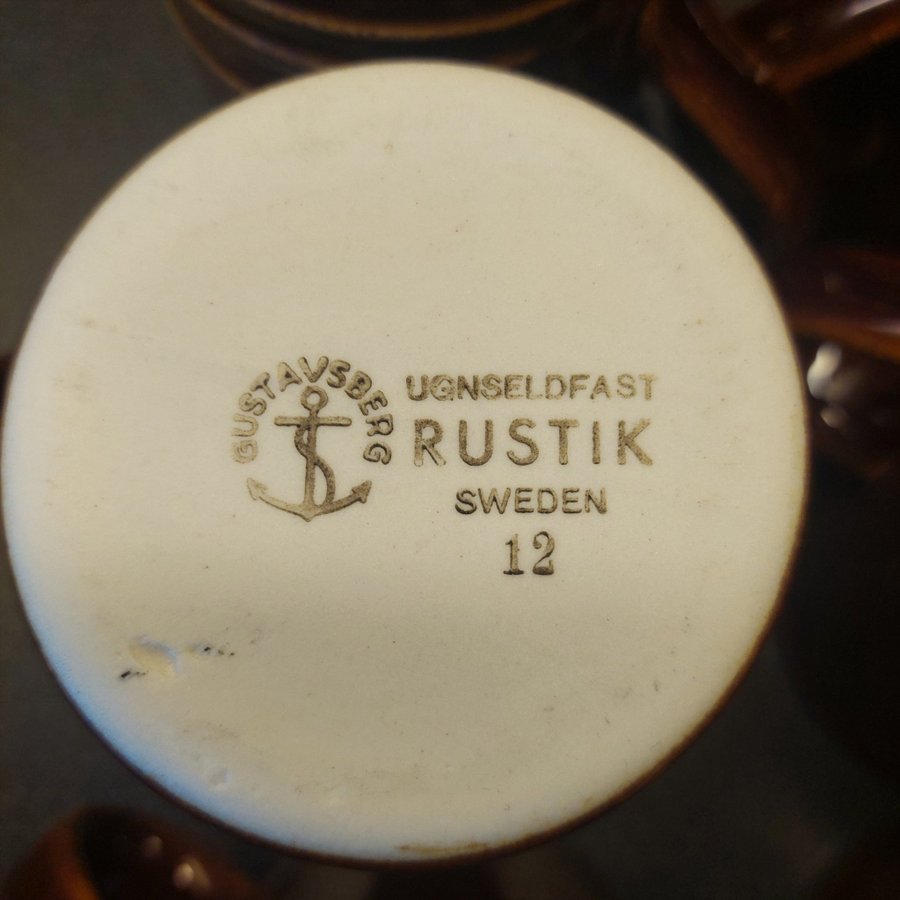 GUSTAVSBERG
UGNSELDFAST
RUSTIK
SWEDEN
12